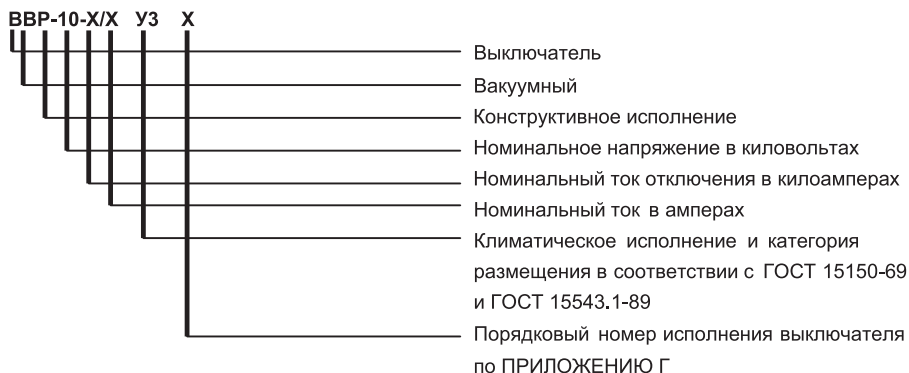 ВВР-10-Х/Х У3 Х
Выключатель
Вакуумный
Конструктивное исполнение
Номинальное напряжение в киловольтах
Номинальный ток отключения в килоамперах
Номинальный ток в амперах
Климатическое исполнение и категория
размещения в соответствии с ГОСТ 15150-69
и ГОСТ 15543.1-89
Порядковый номер исполнения выключателя
по ПРИЛОЖЕНИЮ Г